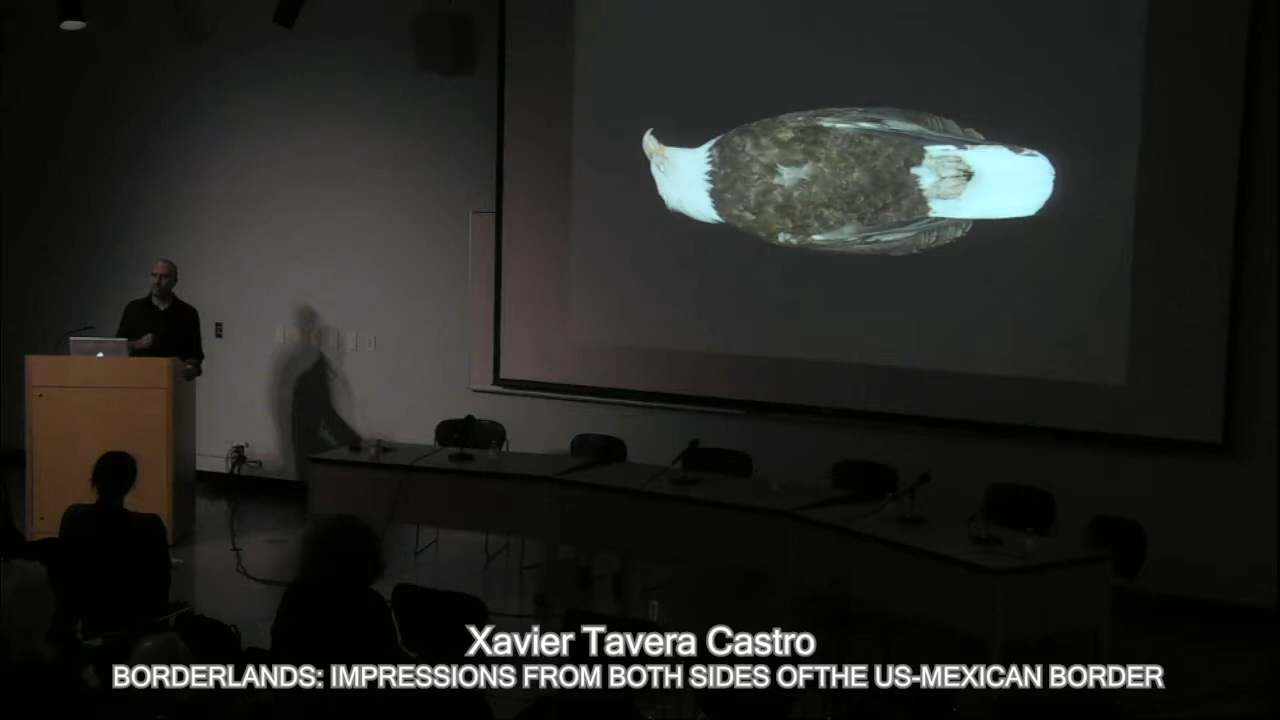 Xavier Tavera Castro
BORDERLANDS: IMPRESSIONS FROM BOTH SIDES OFTHE US-MEXICAN BORDER